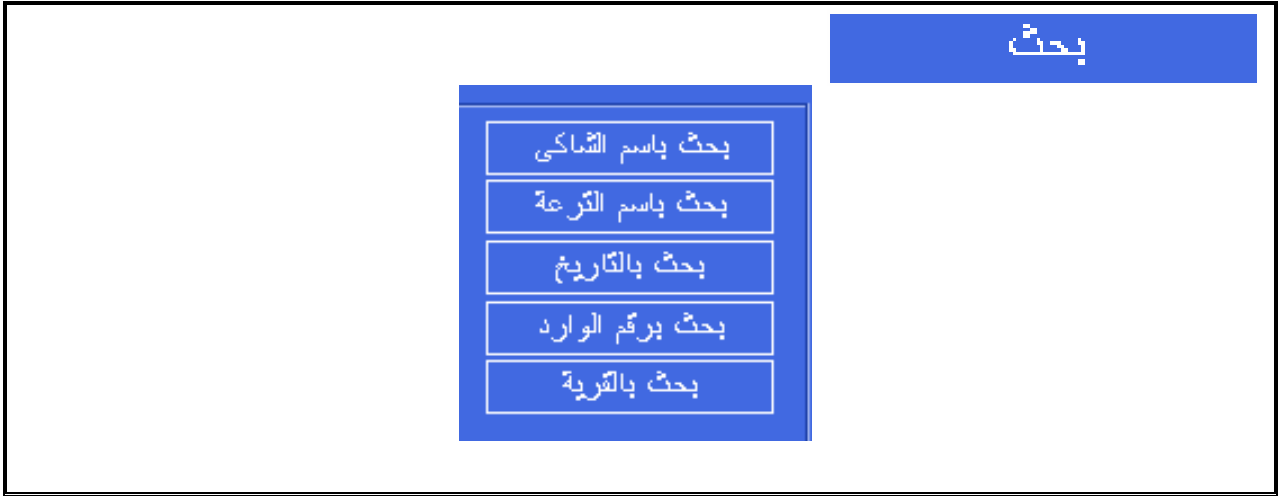 بحث
بحث باسم الشاكى
بحث باسم الترعة
بحث بالتاريخ
بحث برقم الوارد
بحث بالقرية